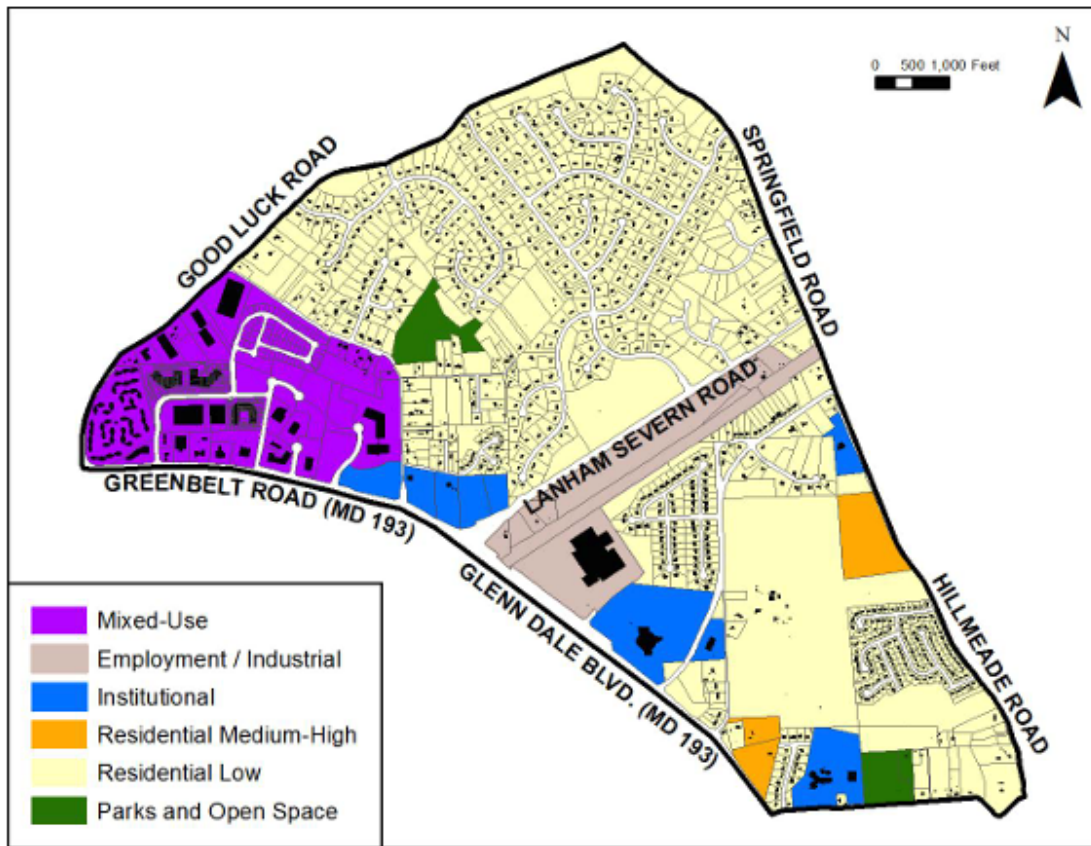 N
0 500 1,000 Feet
GOOD LUCK ROAD
SPRINGFIELD ROAD
LANHAM SEVERN ROAD
GREENBELT ROAD (MD 193)
GLENN DALE BLVD. (MD 193)
HILLMEADE ROAD
Mixed-Use
Employment / Industrial
Institutional
Residential Medium-High
Residential Low
Parks and Open Space